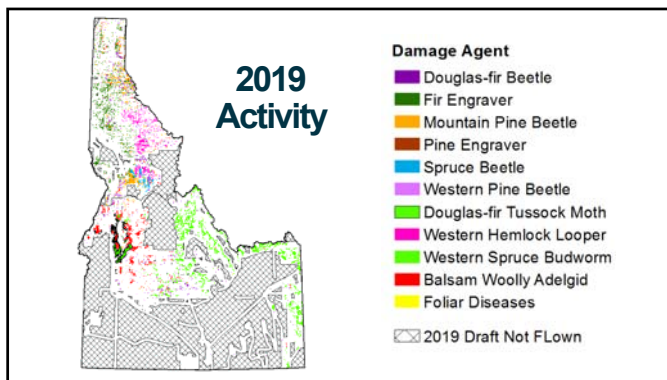 2019
Activity
Damage Agent
Douglas-fir Beetle
Fir Engraver
Mountain Pine Beetle
Pine Engraver
Spruce Beetle
Western Pine Beetle
Douglas-fir Tussock Moth
Western Hemlock Looper
Western Spruce Budworm
Balsam Woolly Adelgid
Foliar Diseases
2019 Draft Not FLown